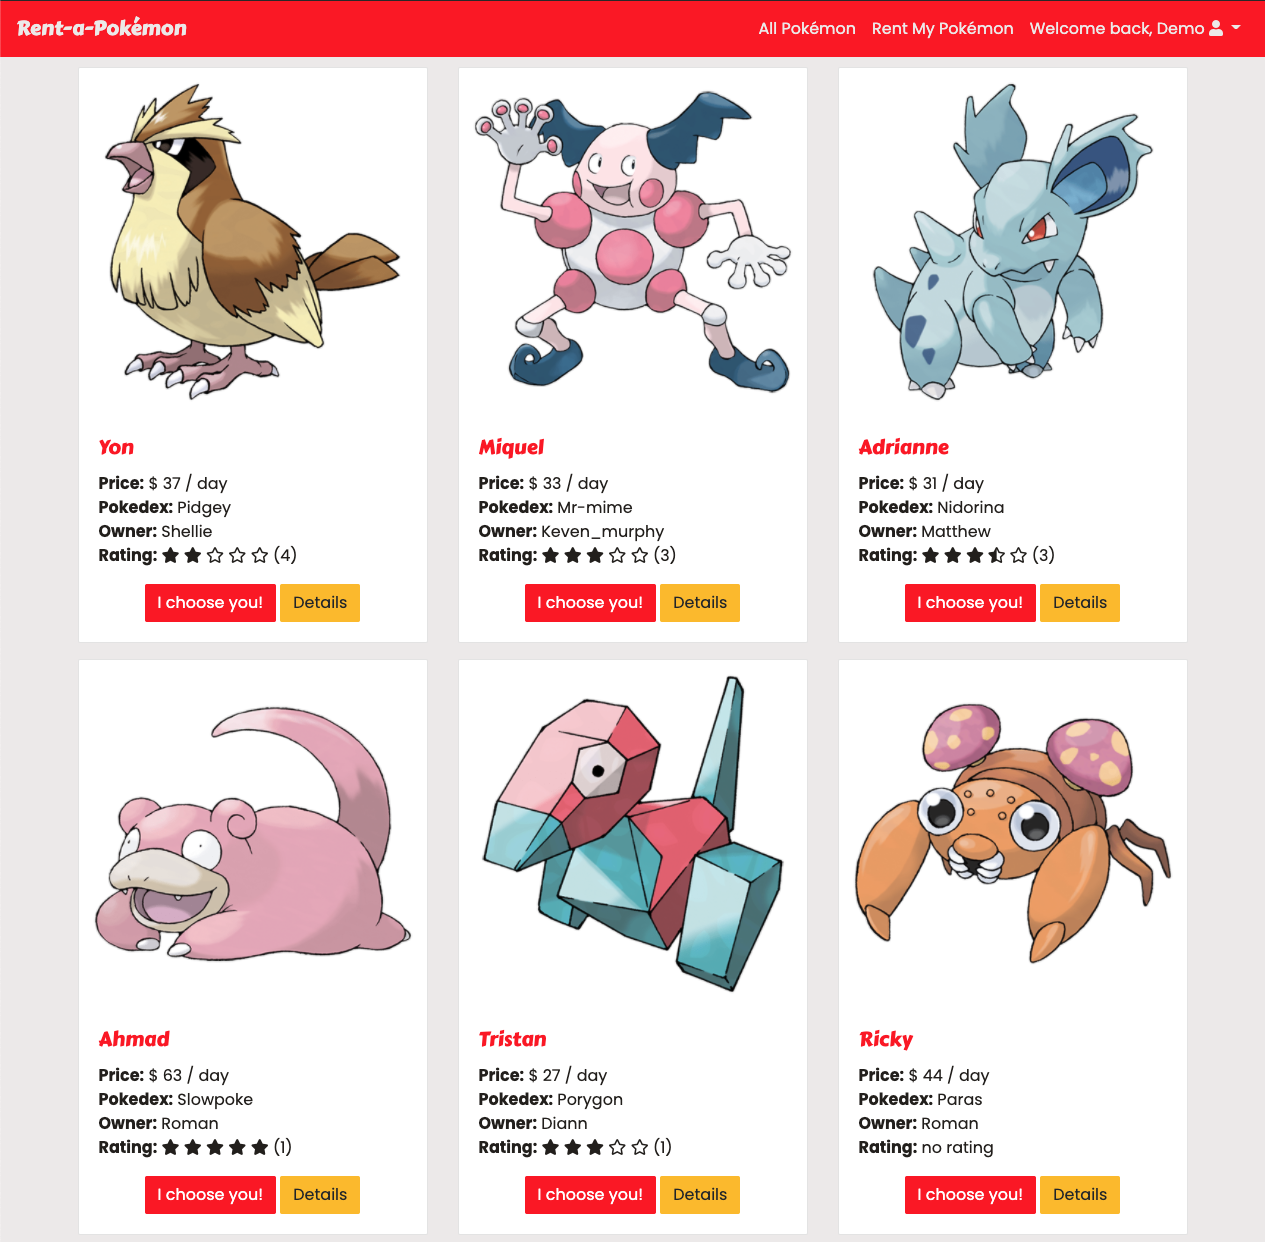 Rent-a-Pokémon
All Pokémon
Rent My Pokémon
Welcome back, Demo
Yon
Price: $ 37 / day
Pokedex: Pidgey
Owner: Shellie
Rating: (4)
I choose you!
Details
Miquel
Price: $ 33 / day
Pokedex: Mr-mime
Owner: Keven_murphy
Rating: (3)
I choose you!
Details
Adrianne
Price: $ 31 / day
Pokedex: Nidorina
Owner: Matthew
Rating: (3)
I choose you!
Details
Ahmad
Price: $ 63 / day
Pokedex: Slowpoke
Owner: Roman
Rating: (1)
I choose you!
Details
Tristan
Price: $ 27 / day
Pokedex: Porygon
Owner: Diann
Rating: (1)
I choose you!
Details
Ricky
Price: $ 44 / day
Pokedex: Paras
Owner: Roman
Rating: no rating
I choose you!
Details